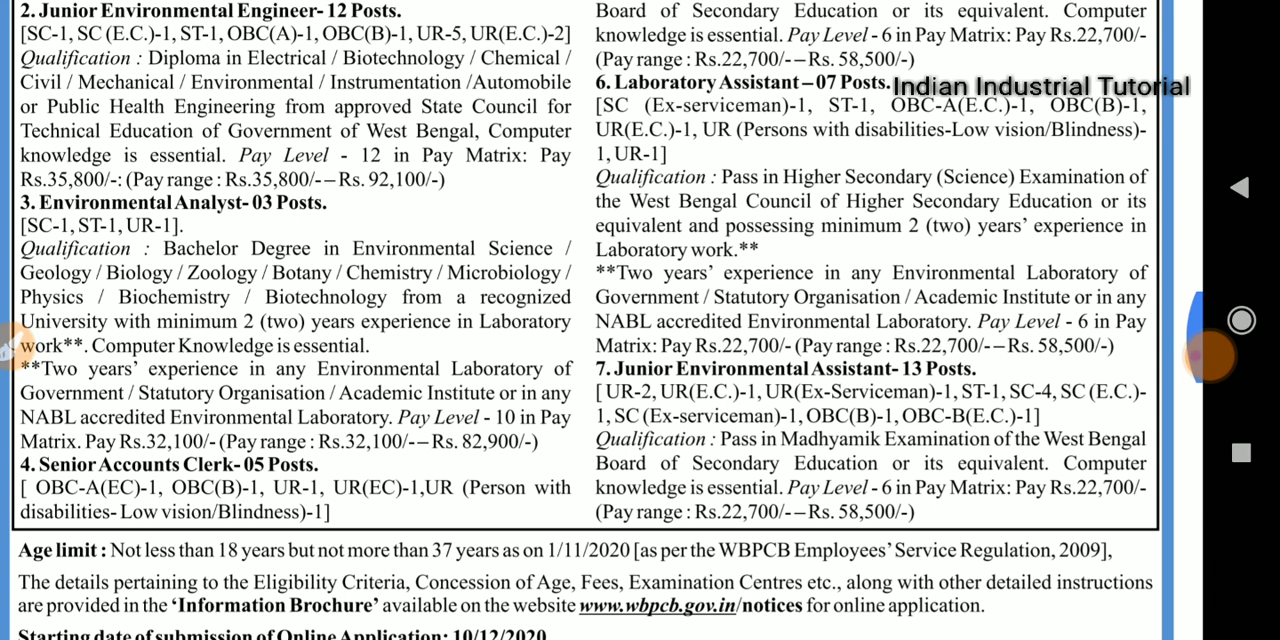 2. Junior Environmental Engineer- 12 Posts.
[SC-1, SC (E.C.)-1, ST-1, OBC(A)-1, OBC(B)-1, UR-5, UR(E.C.)-2]
Qualification : Diploma in Electrical / Biotechnology / Chemical /
Civil / Mechanical / Environmental / Instrumentation /Automobile
or Public Health Engineering from approved State Council for
Technical Education of Government of West Bengal, Computer
knowledge is essential. Pay Level - 12 in Pay Matrix: Pay
Rs.35,800/-: (Pay range : Rs.35,800/-–Rs. 92,100/-)
3. Environmental Analyst- 03 Posts.
[SC-1, ST-1, UR-1].
Qualification : Bachelor Degree in Environmental Science /
Geology / Biology / Zoology / Botany / Chemistry / Microbiology /
Physics / Biochemistry / Biotechnology from a recognized
University with minimum 2 (two) years experience in Laboratory
work**. Computer Knowledge is essential.
**Two years’ experience in any Environmental Laboratory of
Government / Statutory Organisation / Academic Institute or in any
NABL accredited Environmental Laboratory. Pay Level - 10 in Pay
Matrix. Pay Rs.32,100/- (Pay range : Rs.32,100/-–Rs. 82,900/-)
4. Senior Accounts Clerk- 05 Posts.
[ OBC-A(EC)-1, OBC(B)-1, UR-1, UR(EC)-1,UR (Person with
disabilities- Low vision/Blindness)-1]
Board of Secondary Education or its equivalent. Computer
knowledge is essential. Pay Level - 6 in Pay Matrix: Pay Rs.22,700/-
(Pay range : Rs.22,700/-–Rs. 58,500/-)
6. Laboratory Assistant – 07 Posts.
Indian Industrial Tutorial
[SC (Ex-serviceman)-1, ST-1, OBC-A(E.C.)-1, OBC(B)-1,
UR(E.C.)-1, UR (Persons with disabilities-Low vision/Blindness)-
1, UR-1]
Qualification : Pass in Higher Secondary (Science) Examination of
the West Bengal Council of Higher Secondary Education or its
equivalent and possessing minimum 2 (two) years’ experience in
Laboratory work.**
**Two years’ experience in any Environmental Laboratory of
Government / Statutory Organisation / Academic Institute or in any
NABL accredited Environmental Laboratory. Pay Level - 6 in Pay
Matrix: Pay Rs.22,700/- (Pay range : Rs.22,700/-–Rs. 58,500/-)
7. Junior Environmental Assistant- 13 Posts.
[ UR-2, UR(E.C.)-1, UR(Ex-Serviceman)-1, ST-1, SC-4, SC (E.C.)-
1, SC (Ex-serviceman)-1, OBC(B)-1, OBC-B(E.C.)-1]
Qualification : Pass in Madhyamik Examination of the West Bengal
Board of Secondary Education or its equivalent. Computer
knowledge is essential. Pay Level - 6 in Pay Matrix: Pay Rs.22,700/-
(Pay range : Rs.22,700/-–Rs. 58,500/-)
Age limit : Not less than 18 years but not more than 37 years as on 1/11/2020 [as per the WBPCB Employees’ Service Regulation, 2009],
The details pertaining to the Eligibility Criteria, Concession of Age, Fees, Examination Centres etc., along with other detailed instructions
are provided in the ‘Information Brochure’ available on the website www.wbpcb.gov.in/notices for online application.
Starting date of submission of Online Application: 10/12/2020